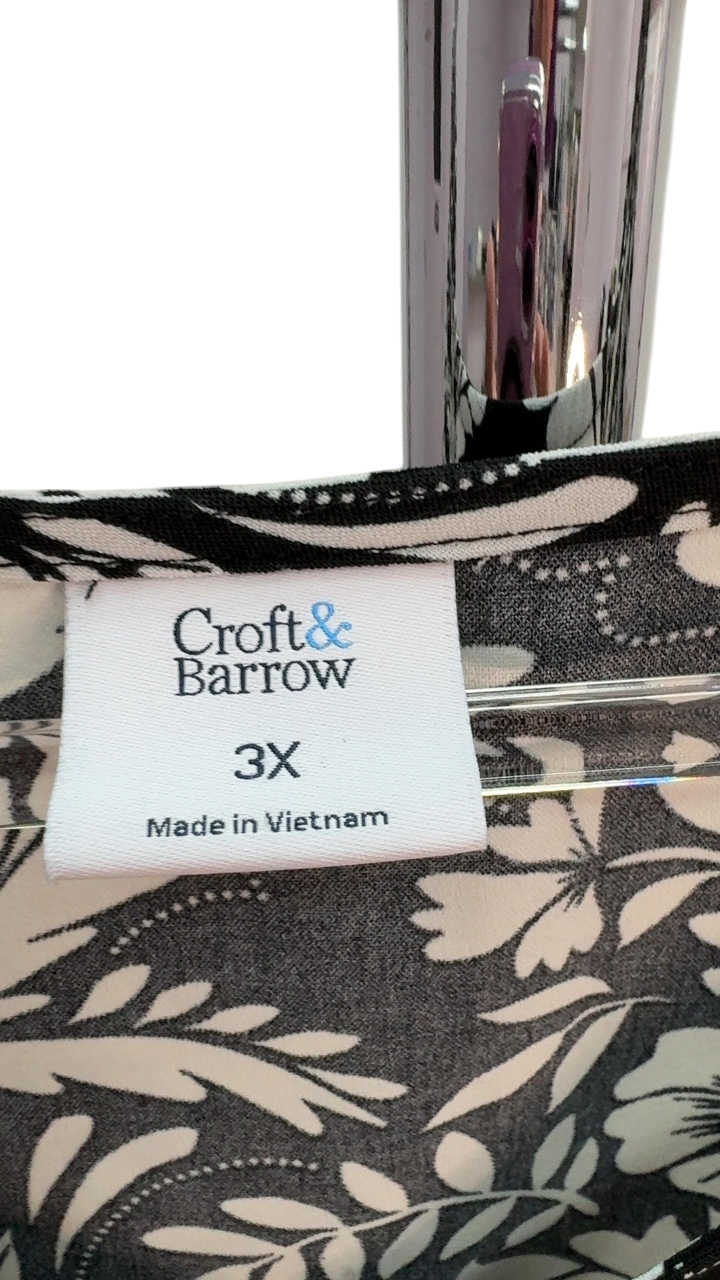 Croft&
Barrow
3X
Made in Vietnam